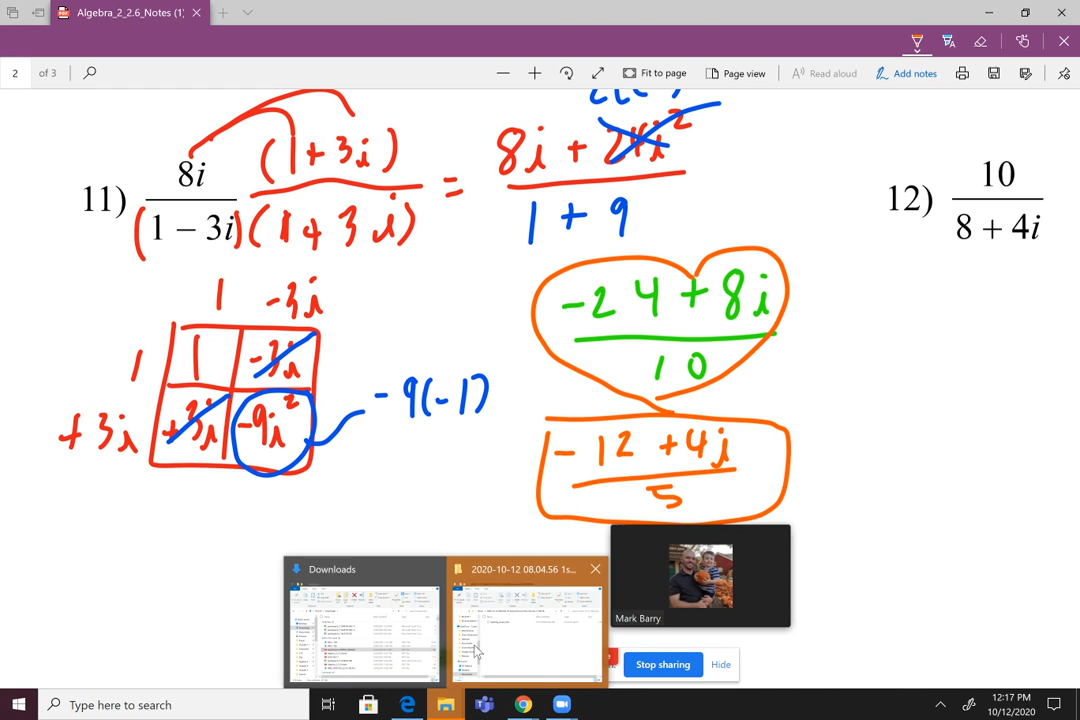 Algebra_2_2.6_Notes (1)
2 of 3
Fit to page
Page view
Read aloud
Add notes
11) 8i / 1 − 3i
(1+3i)
( )(1+3i)
= 8i + 24i²
1 + 9
12) 10 / 8 + 4i
1 -3i
1 1 -3i
+3i +3i -9i²
-9(-1)
-24+8i
10
-12+4i
5
Downloads
2020-10-12 08.04.56 1s...
Mark Barry
Stop sharing
Hide
Type here to search
12:17 PM
10/12/2020